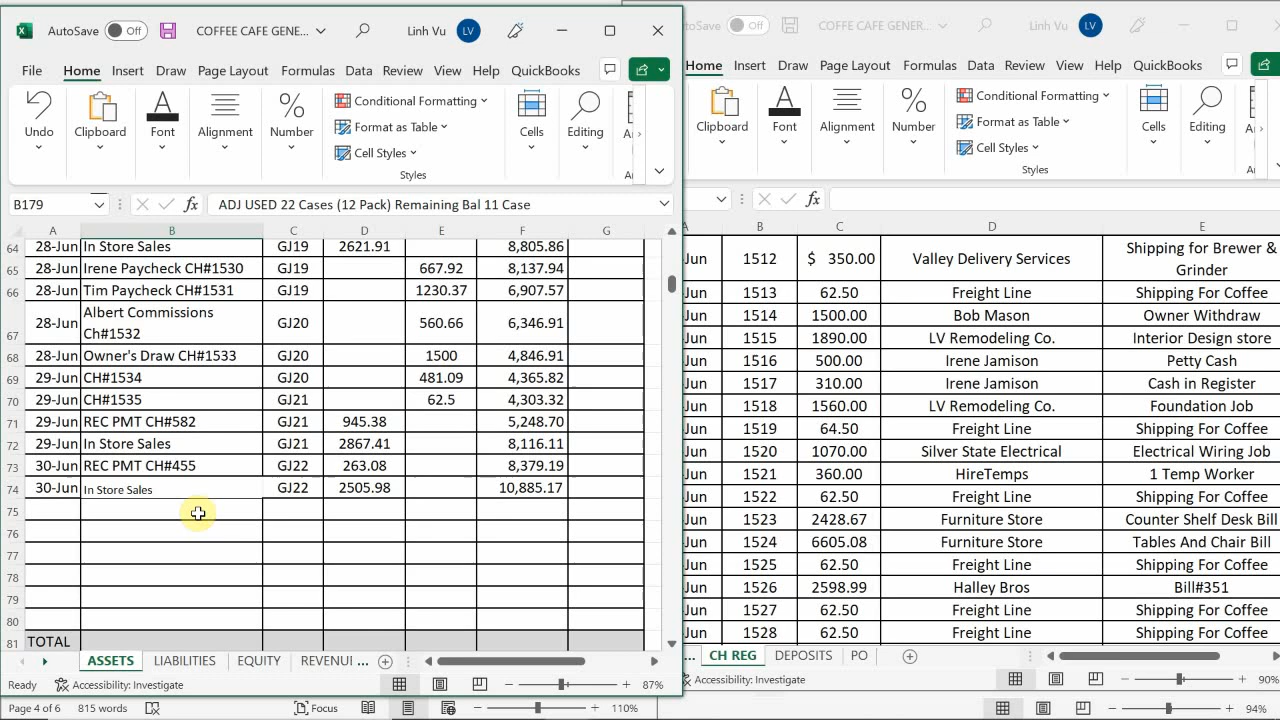 AutoSave Off COFFEE CAFE GENE... Linh Vu LV
File Home Insert Draw Page Layout Formulas Data Review View Help QuickBooks
Undo Clipboard Font Alignment Number Conditional Formatting Format as Table Cell Styles Styles Cells Editing
B179 fx ADJ USED 22 Cases (12 Pack) Remaining Bal 11 Case
A B C D E F G
64 28-Jun In Store Sales GJ19 2621.91 8,805.86
65 28-Jun Irene Paycheck CH#1530 GJ19 667.92 8,137.94
66 28-Jun Tim Paycheck CH#1531 GJ19 1230.37 6,907.57
Albert Commissions
67 28-Jun Ch#1532 GJ20 560.66 6,346.91
68 28-Jun Owner's Draw CH#1533 GJ20 1500 4,846.91
69 29-Jun CH#1534 GJ20 481.09 4,365.82
70 29-Jun CH#1535 GJ21 62.5 4,303.32
71 29-Jun REC PMT CH#582 GJ21 945.38 5,248.70
72 29-Jun In Store Sales GJ21 2867.41 8,116.11
73 30-Jun REC PMT CH#455 GJ22 263.08 8,379.19
74 30-Jun In Store Sales GJ22 2505.98 10,885.17
75
76
77
78
79
80
81 TOTAL
ASSETS LIABILITIES EQUITY REVENUI ...
Ready Accessibility: Investigate 87%
Page 4 of 6 815 words Focus 110%
Off COFFE CAFE GENER... Linh Vu LV
Home Insert Draw Page Layout Formulas Data Review View Help QuickBooks
Clipboard Font Alignment Number Conditional Formatting Format as Table Cell Styles Styles Cells Editing
fx
A B C D E
Jun 1512 $ 350.00 Valley Delivery Services Shipping for Brewer &
Grinder
Jun 1513 62.50 Freight Line Shipping For Coffee
Jun 1514 1500.00 Bob Mason Owner Withdraw
Jun 1515 1890.00 LV Remodeling Co. Interior Design store
Jun 1516 500.00 Irene Jamison Petty Cash
Jun 1517 310.00 Irene Jamison Cash in Register
Jun 1518 1560.00 LV Remodeling Co. Foundation Job
Jun 1519 64.50 Freight Line Shipping For Coffee
Jun 1520 1070.00 Silver State Electrical Electrical Wiring Job
Jun 1521 360.00 HireTemps 1 Temp Worker
Jun 1522 62.50 Freight Line Shipping For Coffee
Jun 1523 2428.67 Furniture Store Counter Shelf Desk Bill
Jun 1524 6605.08 Furniture Store Tables And Chair Bill
Jun 1525 62.50 Freight Line Shipping For Coffee
Jun 1526 2598.99 Halley Bros Bill#351
Jun 1527 62.50 Freight Line Shipping For Coffee
Jun 1528 62.50 Freight Line Shipping For Coffee
... CH REG DEPOSITS PO
Accessibility: Investigate 90%
94%